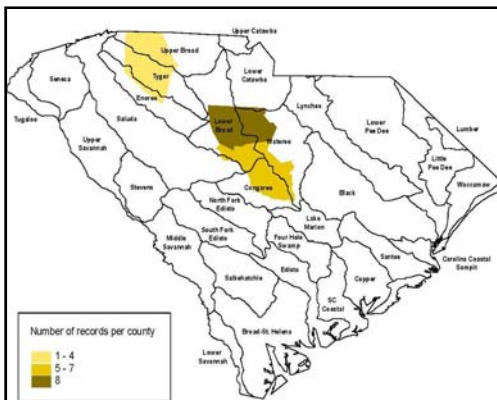 Upper Catawba
Upper Broad
Seneca
Tyger
Lower
Catawba
Enoree
Tugaloo
Saluda
Lynches
Lower
Pee Dee
Lumber
Lower
Broad
Wateree
Upper
Savannah
Little
Pee Dee
Waccamaw
Stevens
Congaree
Black
North Fork
Edisto
Lake
Marion
South Fork
Edisto
Four Hole
Swamp
Middle
Savannah
Santee
Carolina Coastal
Sampit
Salkehatchie
Edisto
Cooper
SC
Coastal
Broad-St. Helena
Lower
Savannah
Number of records per county
1 - 4
5 - 7
8